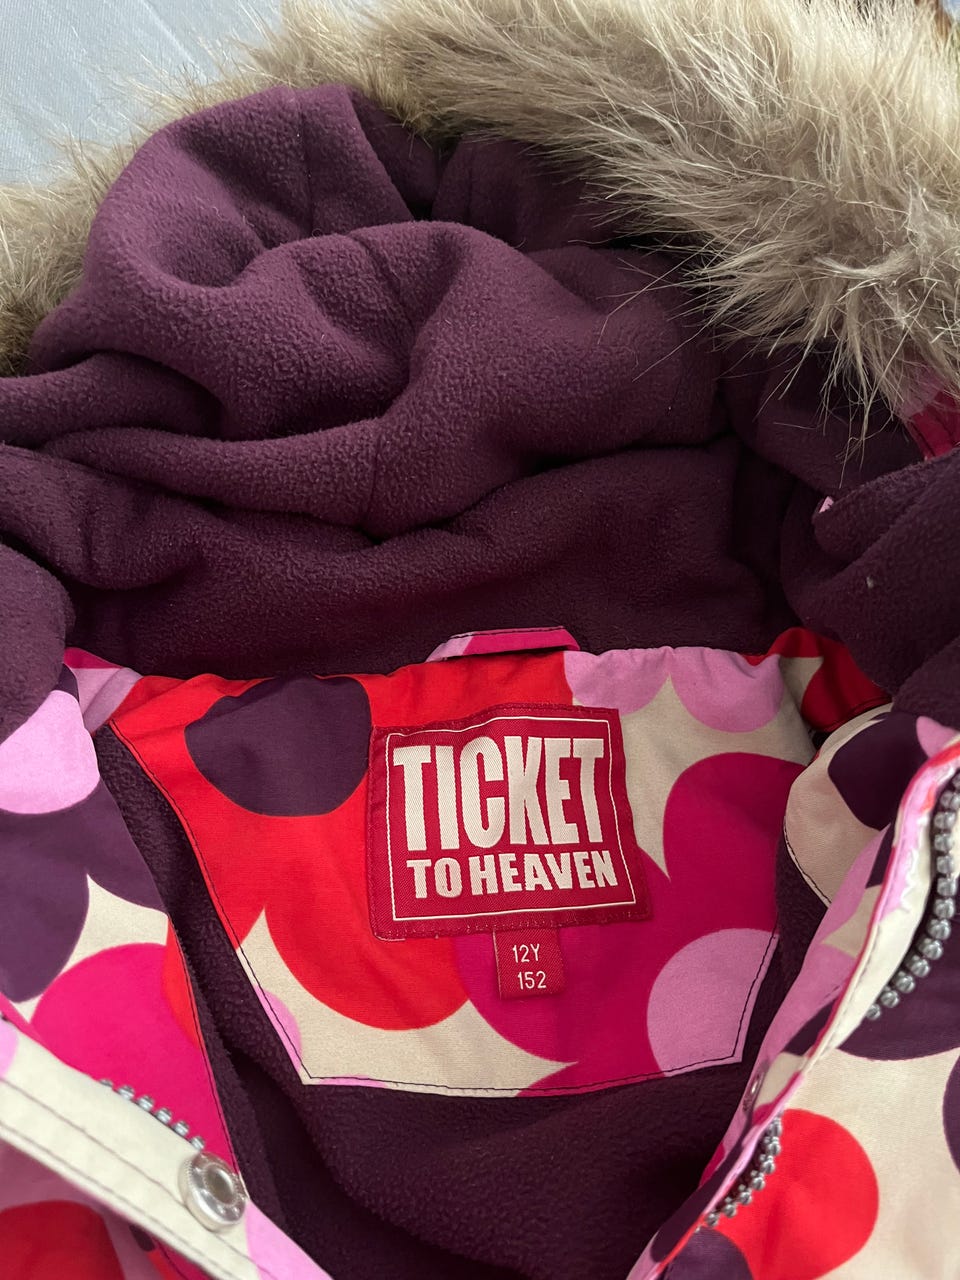 TICKET
TO HEAVEN
12Y
152